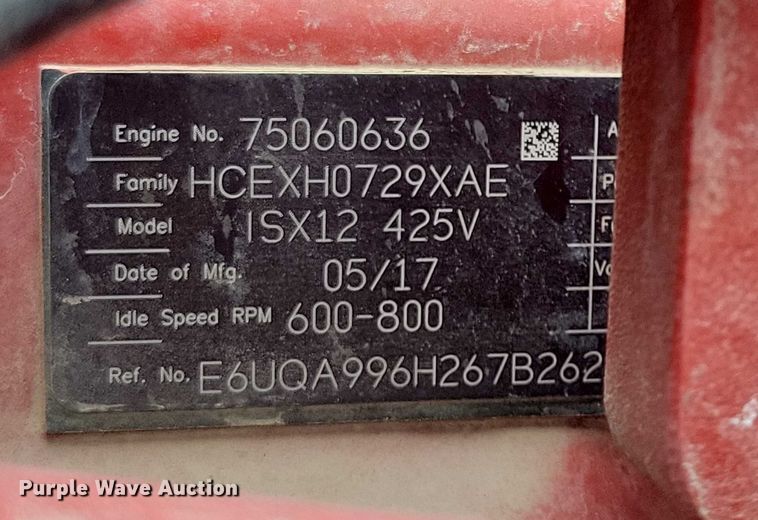 Engine No. 75060636
Family HCEXH0729XAE
Model ISX12 425V
Date of Mfg. 05/17
Idle Speed RPM 600-800
Ref. No. E6UQA996H267B262
Purple Wave Auction